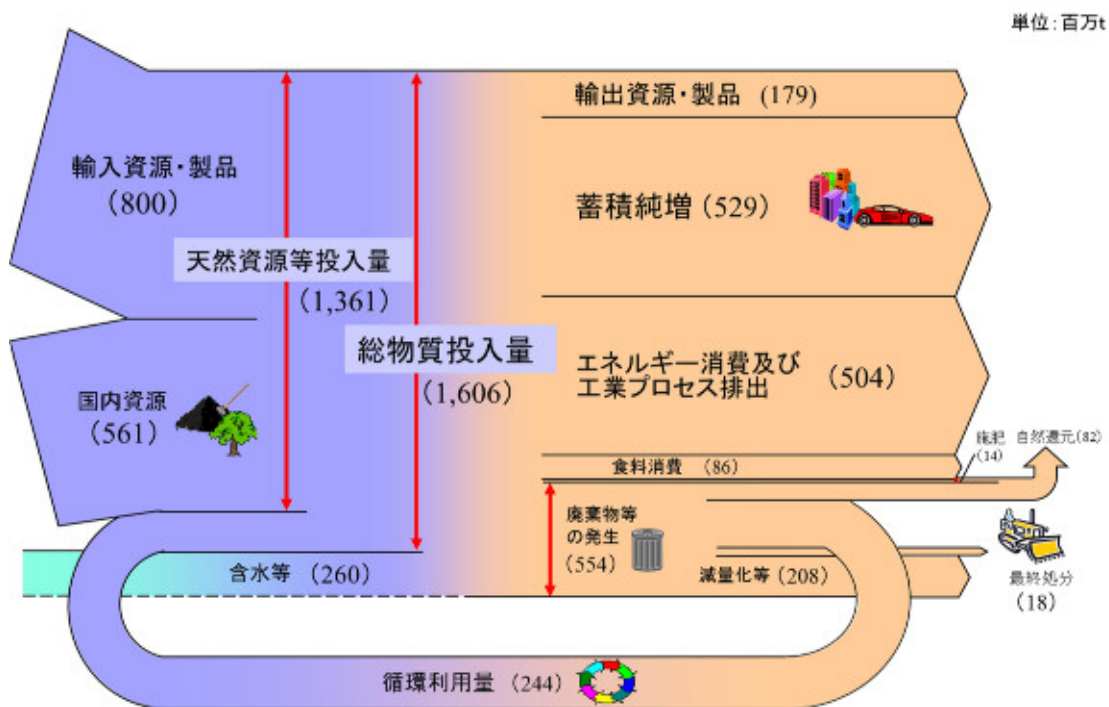 単位：百万t
輸出資源・製品 (179)
輸入資源・製品
(800)
蓄積純増 (529)
天然資源等投入量
(1,361)
総物質投入量
(1,606)
エネルギー消費及び
工業プロセス排出
(504)
国内資源
(561)
食料消費 (86)
施肥
(14)
自然還元(82)
廃棄物等
の発生
(554)
含水等 (260)
減量化等 (208)
最終処分
(18)
循環利用量 (244)